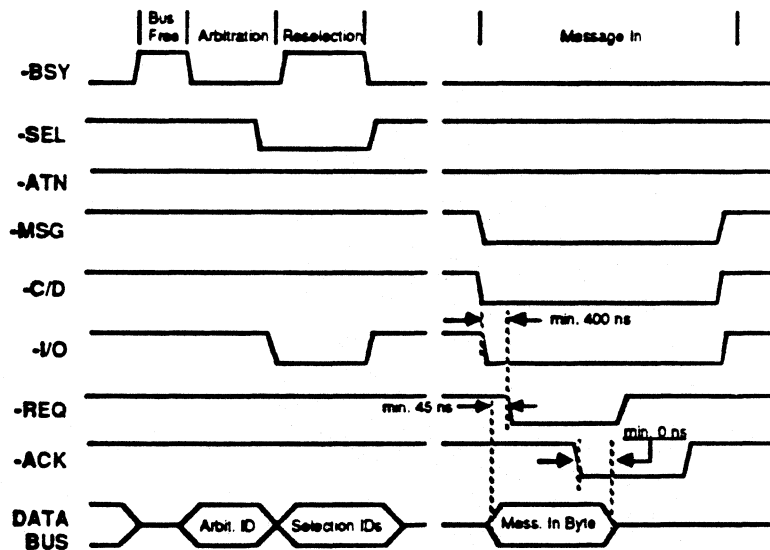 Bus
Free
Arbitration
Reselection
Message In
-BSY
-SEL
-ATN
-MSG
-C/D
min. 400 ns
-I/O
-REQ
min. 45 ns
min. 0 ns
-ACK
DATA
BUS
Arbit. ID
Selection IDs
Mess. In Byte